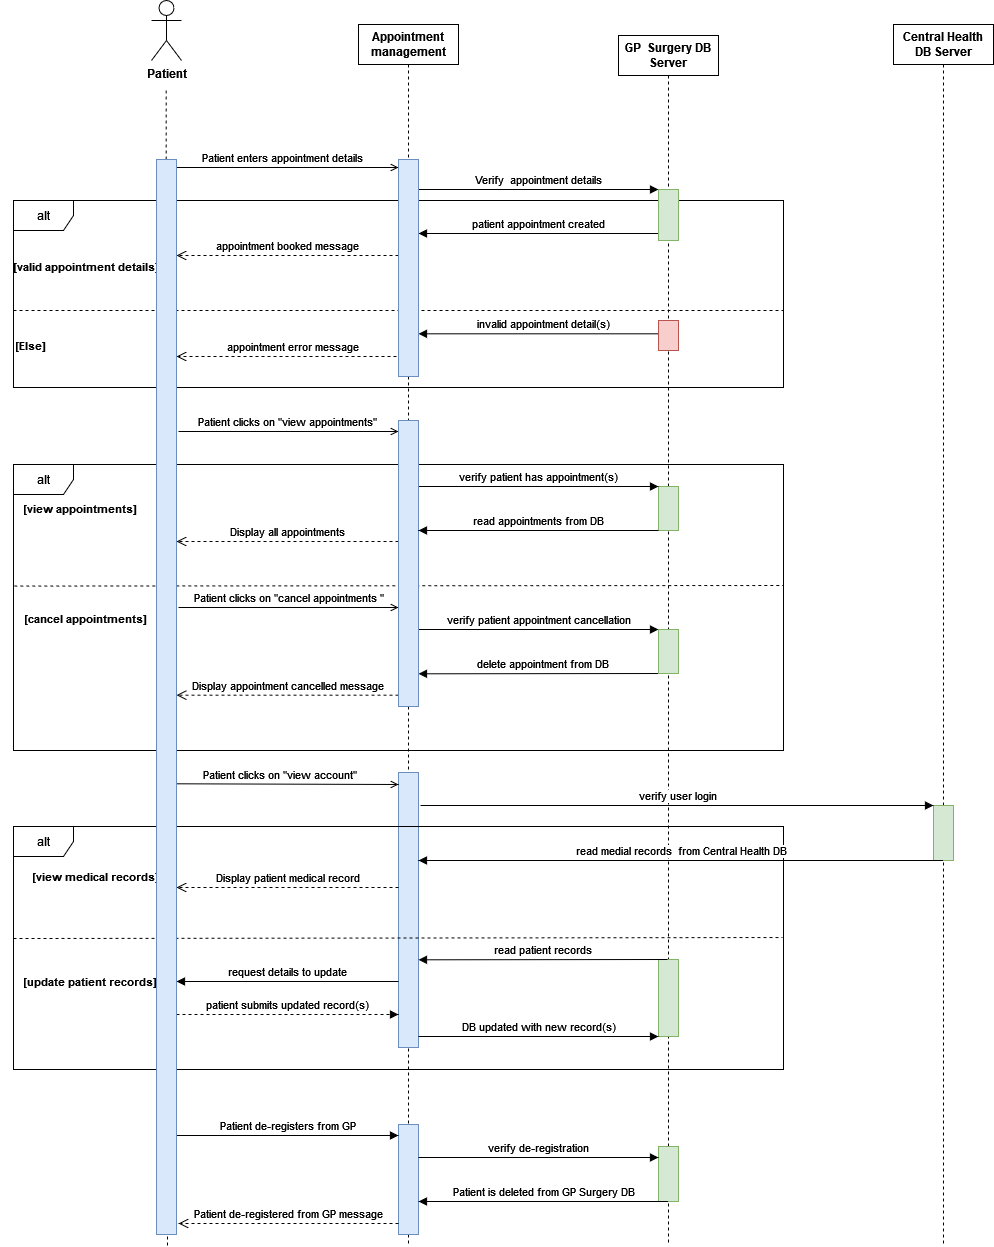 Patient
Appointment
management
GP  Surgery DB
Server
Central Health
DB Server
Patient enters appointment details
Verify  appointment details
alt
patient appointment created
appointment booked message
[valid appointment details]
invalid appointment detail(s)
[Else]
appointment error message
Patient clicks on "view appointments"
alt
verify patient has appointment(s)
[view appointments]
read appointments from DB
Display all appointments
Patient clicks on "cancel appointments "
[cancel appointments]
verify patient appointment cancellation
delete appointment from DB
Display appointment cancelled message
Patient clicks on "view account"
verify user login
alt
read medial records  from Central Health DB
[view medical records]
Display patient medical record
read patient records
request details to update
[update patient records]
patient submits updated record(s)
DB updated with new record(s)
Patient de-registers from GP
verify de-registration
Patient is deleted from GP Surgery DB
Patient de-registered from GP message